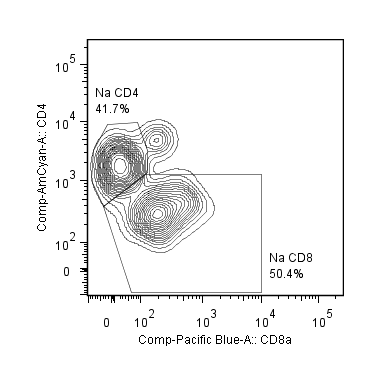 10^5
Na CD4
41.7%
10^4
10^3
10^2
0
Comp-AmCyan-A:: CD4
Na CD8
50.4%
0 10^2 10^3 10^4 10^5
Comp-Pacific Blue-A:: CD8a